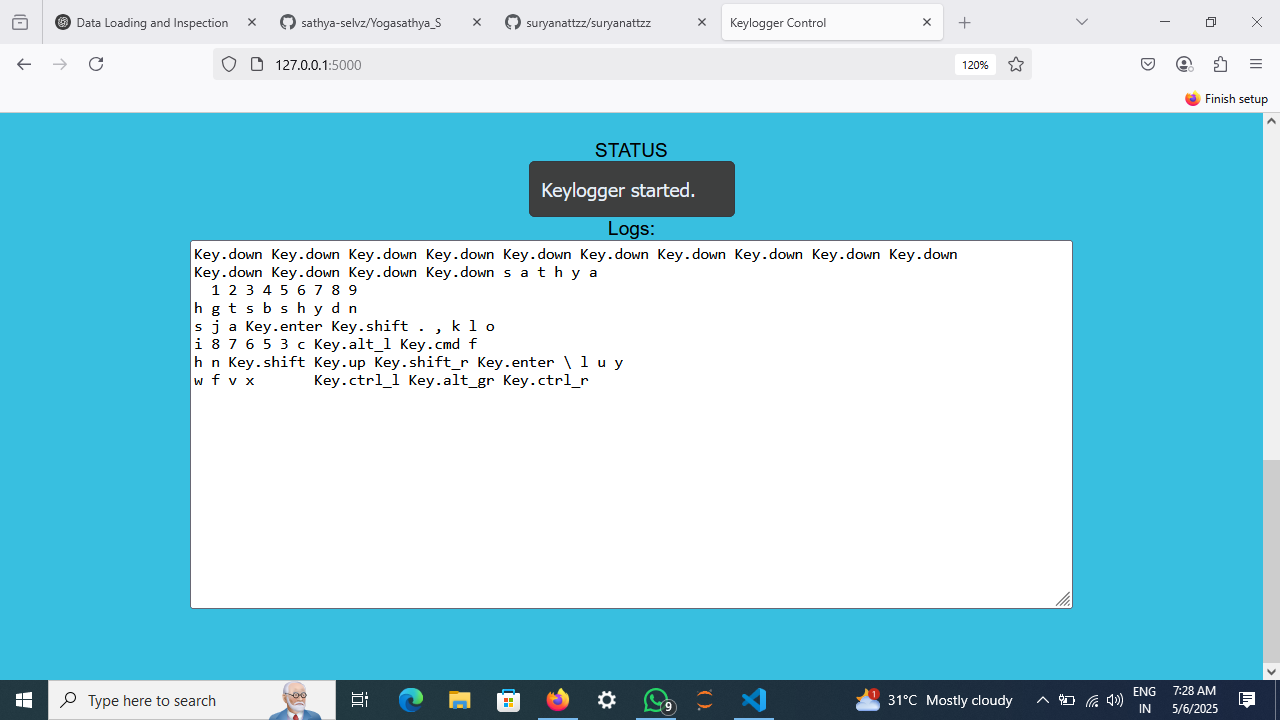 Data Loading and Inspection
sathya-selvz/Yogasathya_S
suryanattzz/suryanattzz
Keylogger Control
127.0.0.1:5000
120%
Finish setup
STATUS
Keylogger started.
Logs:
Key.down Key.down Key.down Key.down Key.down Key.down Key.down Key.down Key.down Key.down
Key.down Key.down Key.down Key.down s a t h y a
1 2 3 4 5 6 7 8 9
h g t s b s h y d n
s j a Key.enter Key.shift . , k l o
i 8 7 6 5 3 c Key.alt_l Key.cmd f
h n Key.shift Key.up Key.shift_r Key.enter \ l u y
w f v x Key.ctrl_l Key.alt_gr Key.ctrl_r
Type here to search
9
1
31°C Mostly cloudy
ENG
IN
7:28 AM
5/6/2025